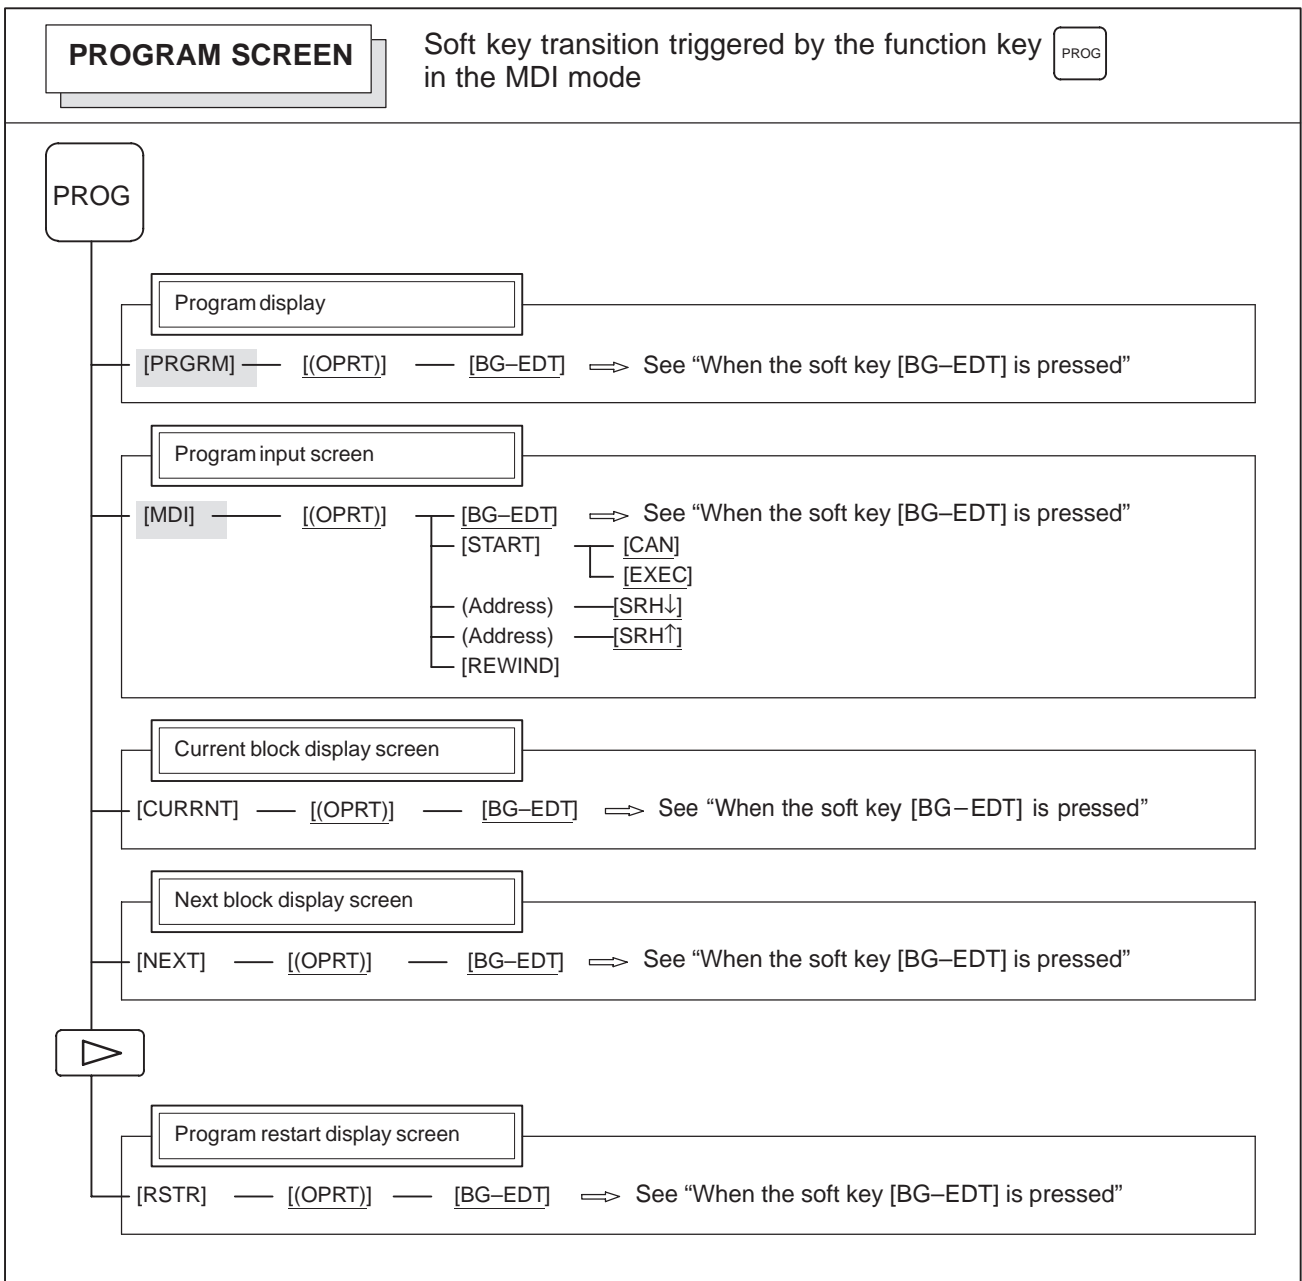 PROGRAM SCREEN
Soft key transition triggered by the function key PROG
in the MDI mode
PROG
Program display
[PRGRM] [(OPRT)] [BG–EDT] See “When the soft key [BG–EDT] is pressed”
Program input screen
[MDI] [(OPRT)] [BG–EDT] See “When the soft key [BG–EDT] is pressed”
[START] [CAN]
[EXEC]
(Address) [SRH↓]
(Address) [SRH↑]
[REWIND]
Current block display screen
[CURRNT] [(OPRT)] [BG–EDT] See “When the soft key [BG–EDT] is pressed”
Next block display screen
[NEXT] [(OPRT)] [BG–EDT] See “When the soft key [BG–EDT] is pressed”
Program restart display screen
[RSTR] [(OPRT)] [BG–EDT] See “When the soft key [BG–EDT] is pressed”